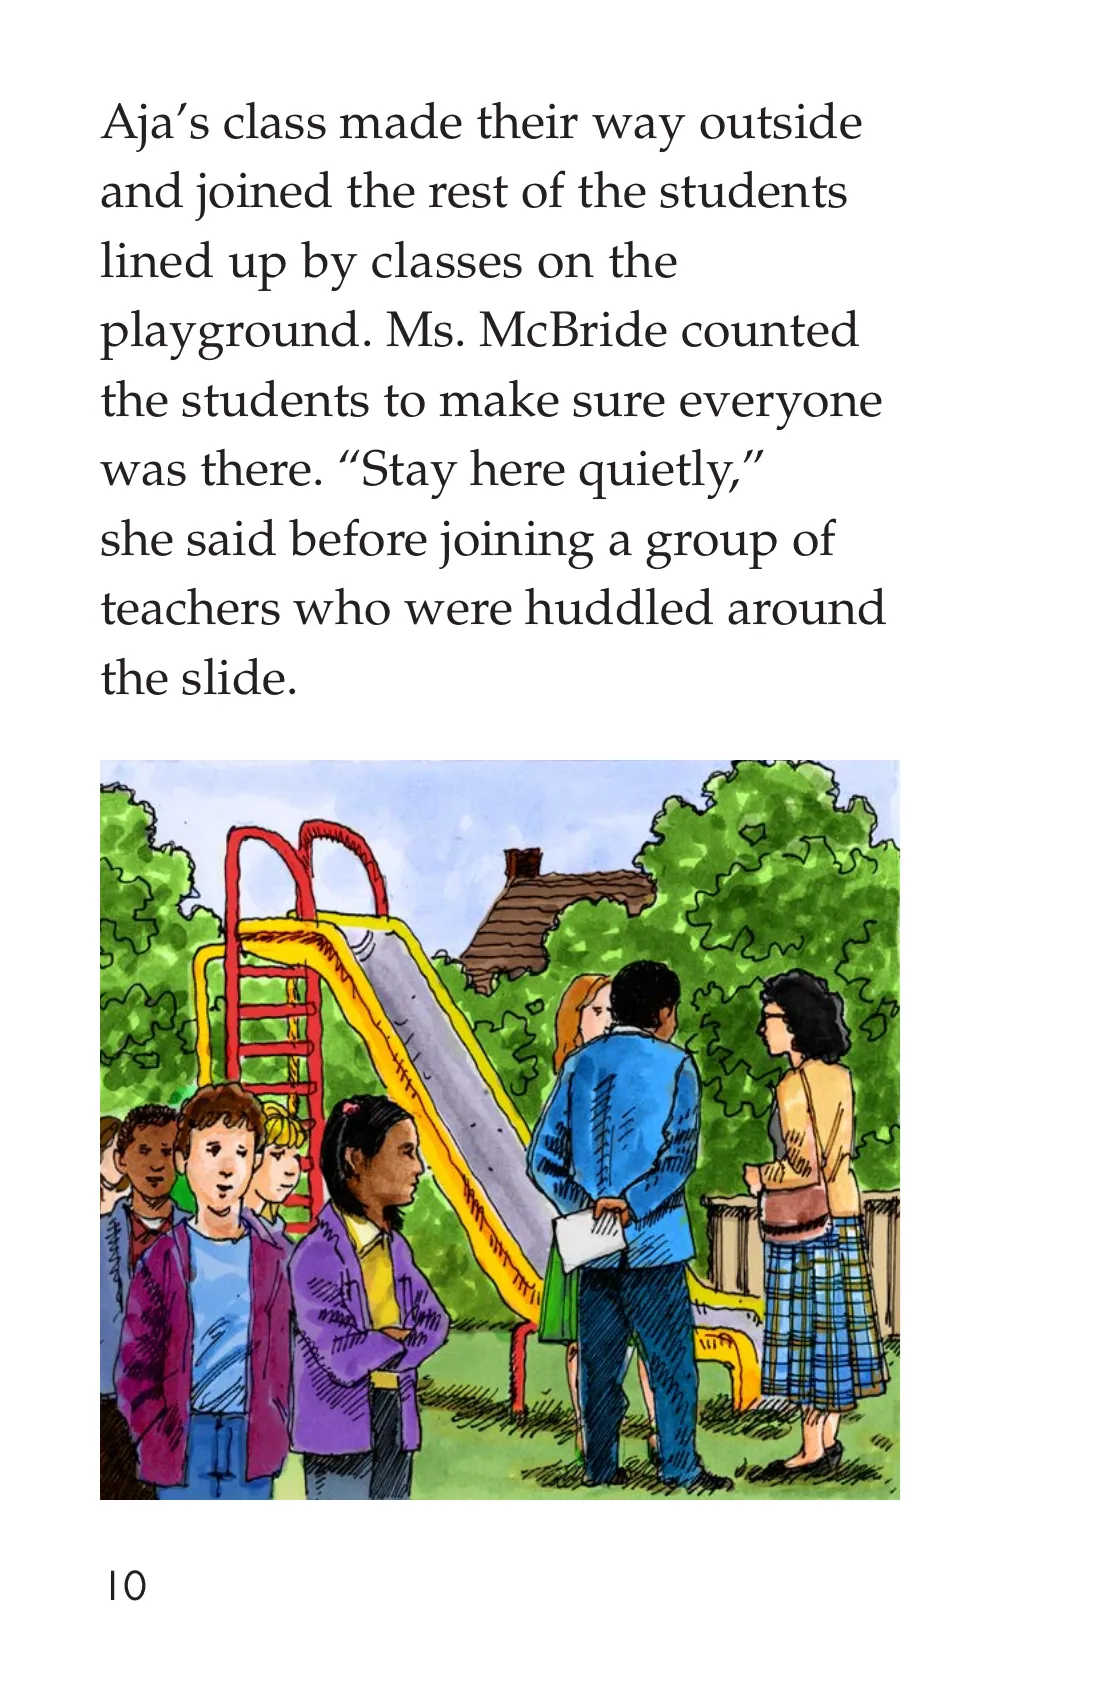 Aja’s class made their way outside
and joined the rest of the students
lined up by classes on the
playground. Ms. McBride counted
the students to make sure everyone
was there. “Stay here quietly,”
she said before joining a group of
teachers who were huddled around
the slide.
10